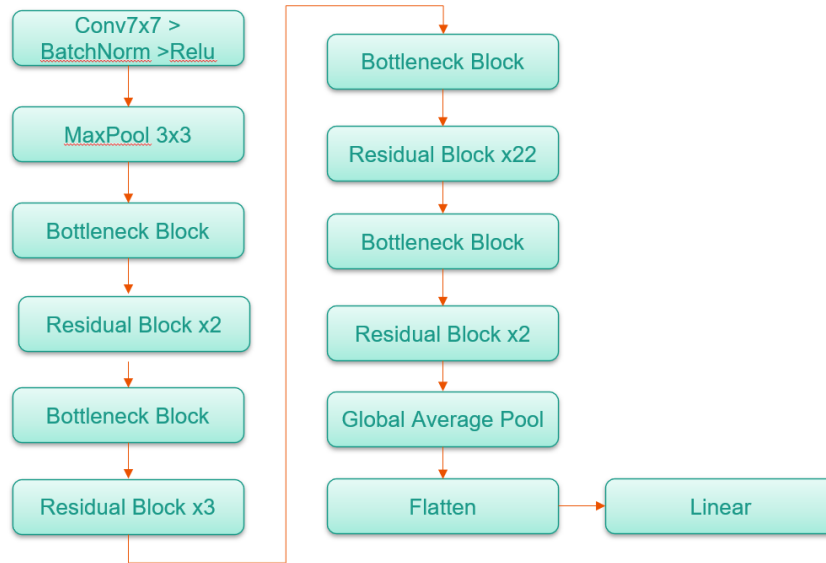 Conv7x7 >
BatchNorm >Relu
MaxPool 3x3
Bottleneck Block
Residual Block x2
Bottleneck Block
Residual Block x3
Bottleneck Block
Residual Block x22
Bottleneck Block
Residual Block x2
Global Average Pool
Flatten
Linear